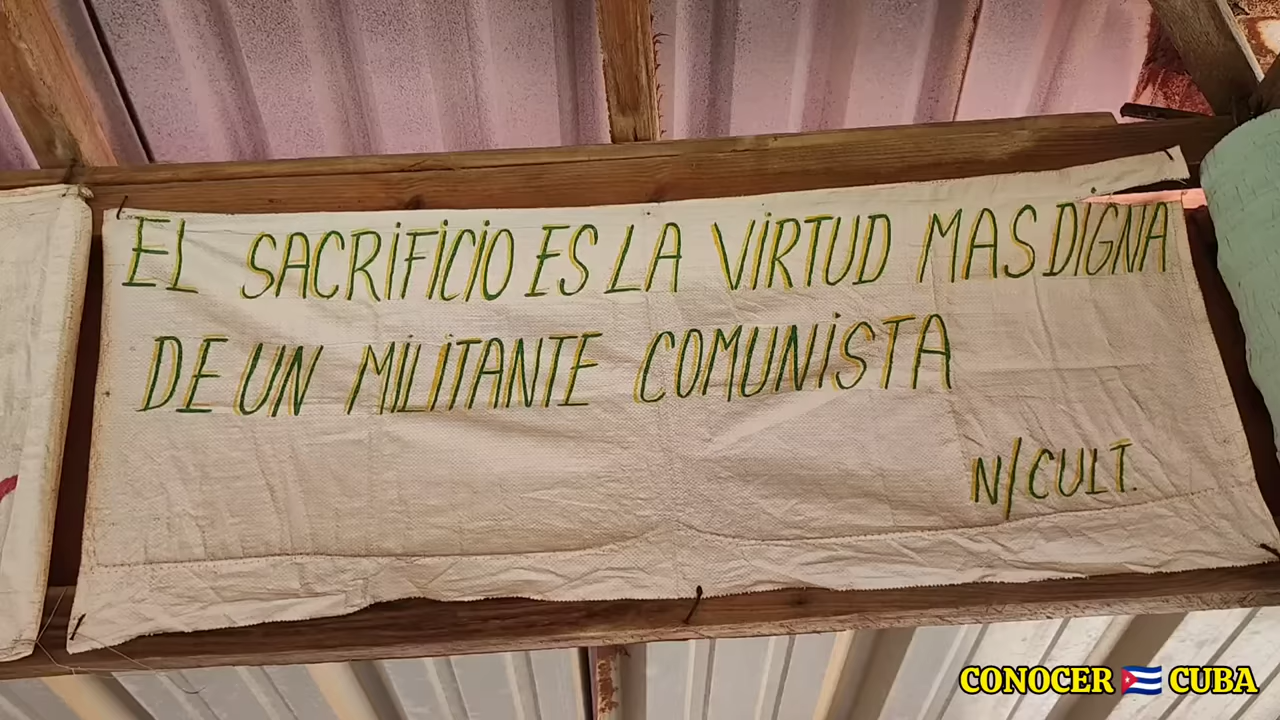 EL SACRiFiCiO ES LA ViRTUD MAS DiGNA
DE UN MiLiTANTE COMUNiSTA
N/CULT.
CONOCER 🇨🇺 CUBA